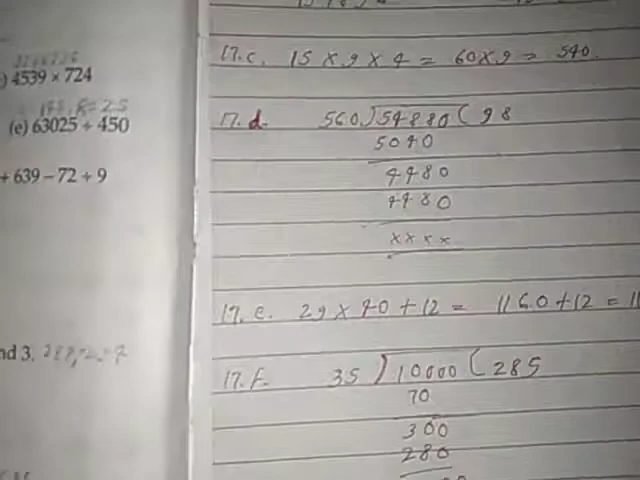 ) 4539 × 724
(e) 63025 ÷ 450
+ 639 − 72 ÷ 9
nd 3,
17.c. 15 × 9 × 4 = 60 × 9 = 540
17.d. 560)54880(98
5040
4480
4480
××××
17.e. 29 × 40 + 12 = 1160 + 12 = 11
17.f. 35)10000(285
70
300
280